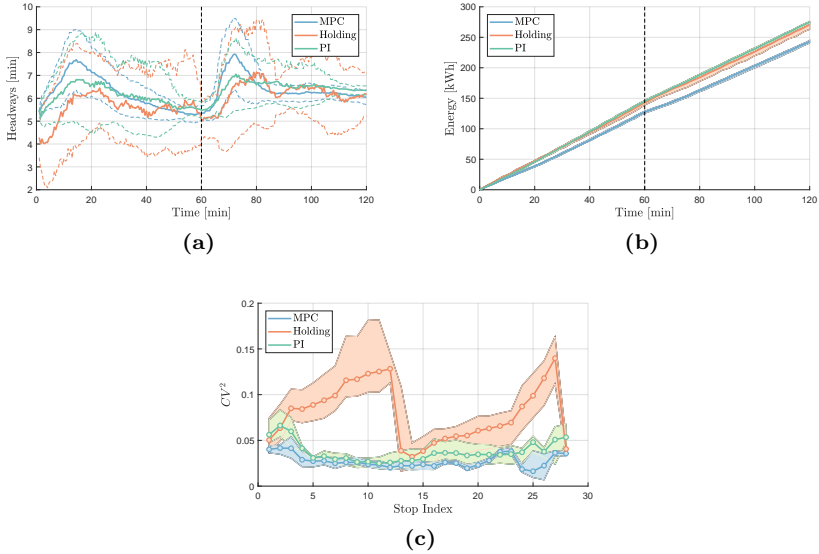 10
9
8
7
6
5
4
3
2
Headways [min]
MPC
Holding
PI
0
20
40
60
80
100
120
Time [min]
(a)
300
250
200
150
100
50
0
Energy [kWh]
MPC
Holding
PI
0
20
40
60
80
100
120
Time [min]
(b)
0.2
0.15
0.1
0.05
0
CV²
MPC
Holding
PI
0
5
10
15
20
25
30
Stop Index
(c)